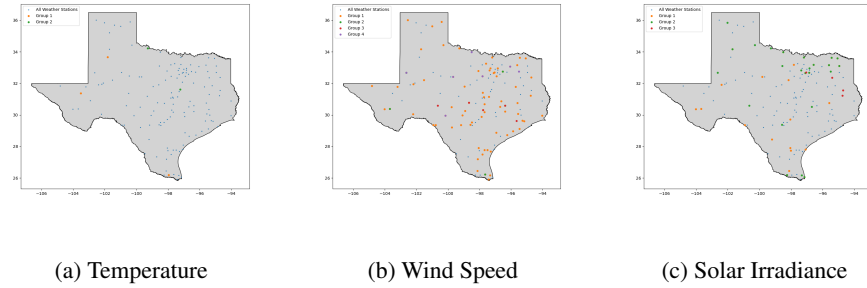 All Weather Stations
Group 1
Group 2
36
34
32
30
28
26
−106 −104 −102 −100 −98 −96 −94
All Weather Stations
Group 1
Group 2
Group 3
Group 4
36
34
32
30
28
26
−106 −104 −102 −100 −98 −96 −94
All Weather Stations
Group 1
Group 2
Group 3
36
34
32
30
28
26
−106 −104 −102 −100 −98 −96 −94
(a) Temperature
(b) Wind Speed
(c) Solar Irradiance